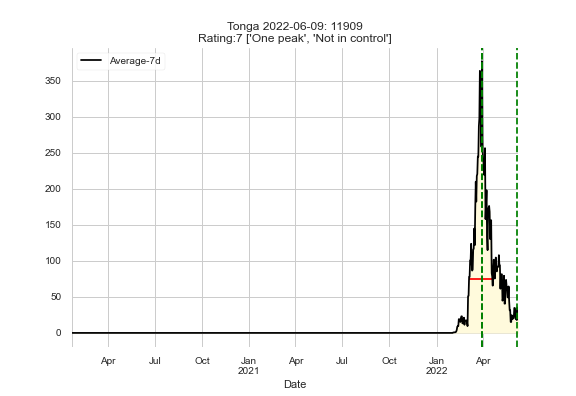 Tonga 2022-06-09: 11909
Rating:7 ['One peak', 'Not in control']
Average-7d
350
300
250
200
150
100
50
0
Apr Jul Oct Jan Apr Jul Oct Jan Apr
2021 2022
Date